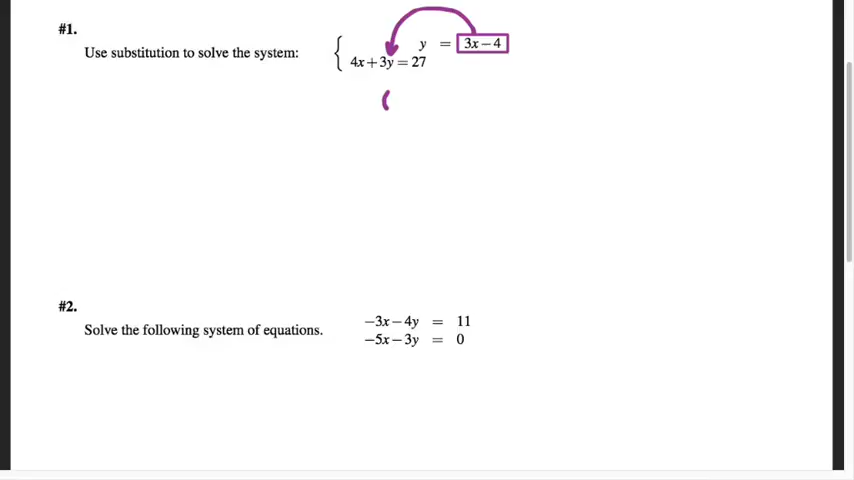 #1.
Use substitution to solve the system:
y = 3x − 4
4x + 3y = 27
(
#2.
Solve the following system of equations.
−3x − 4y = 11
−5x − 3y = 0